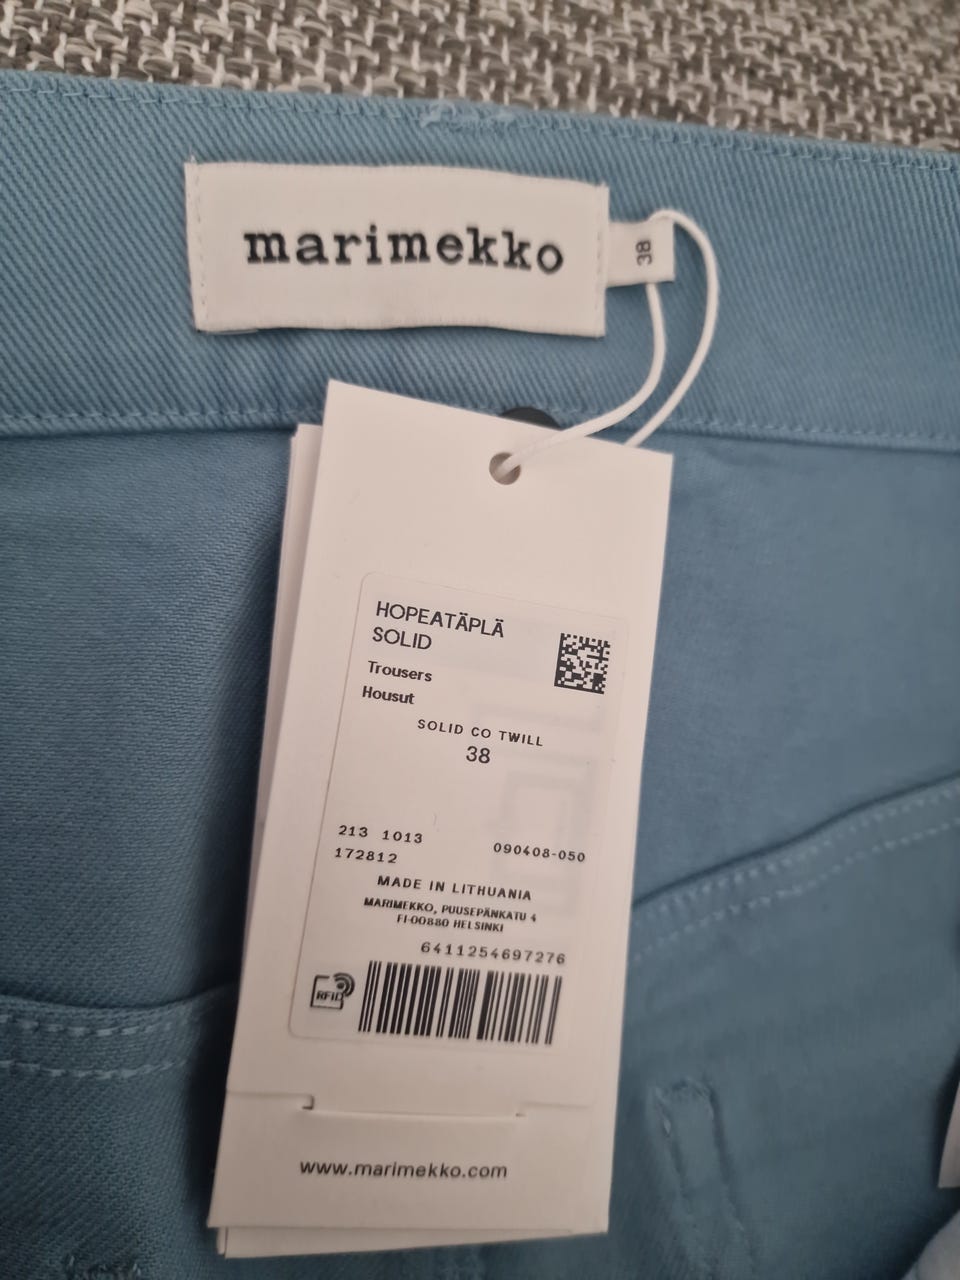 marimekko
38
HOPEATÄPLÄ
SOLID
Trousers
Housut
SOLID CO TWILL
38
213 1013
172812
090408-050
MADE IN LITHUANIA
MARIMEKKO, PUUSEPÄNKATU 4
FI-00880 HELSINKI
6411254697276
RFID
www.marimekko.com